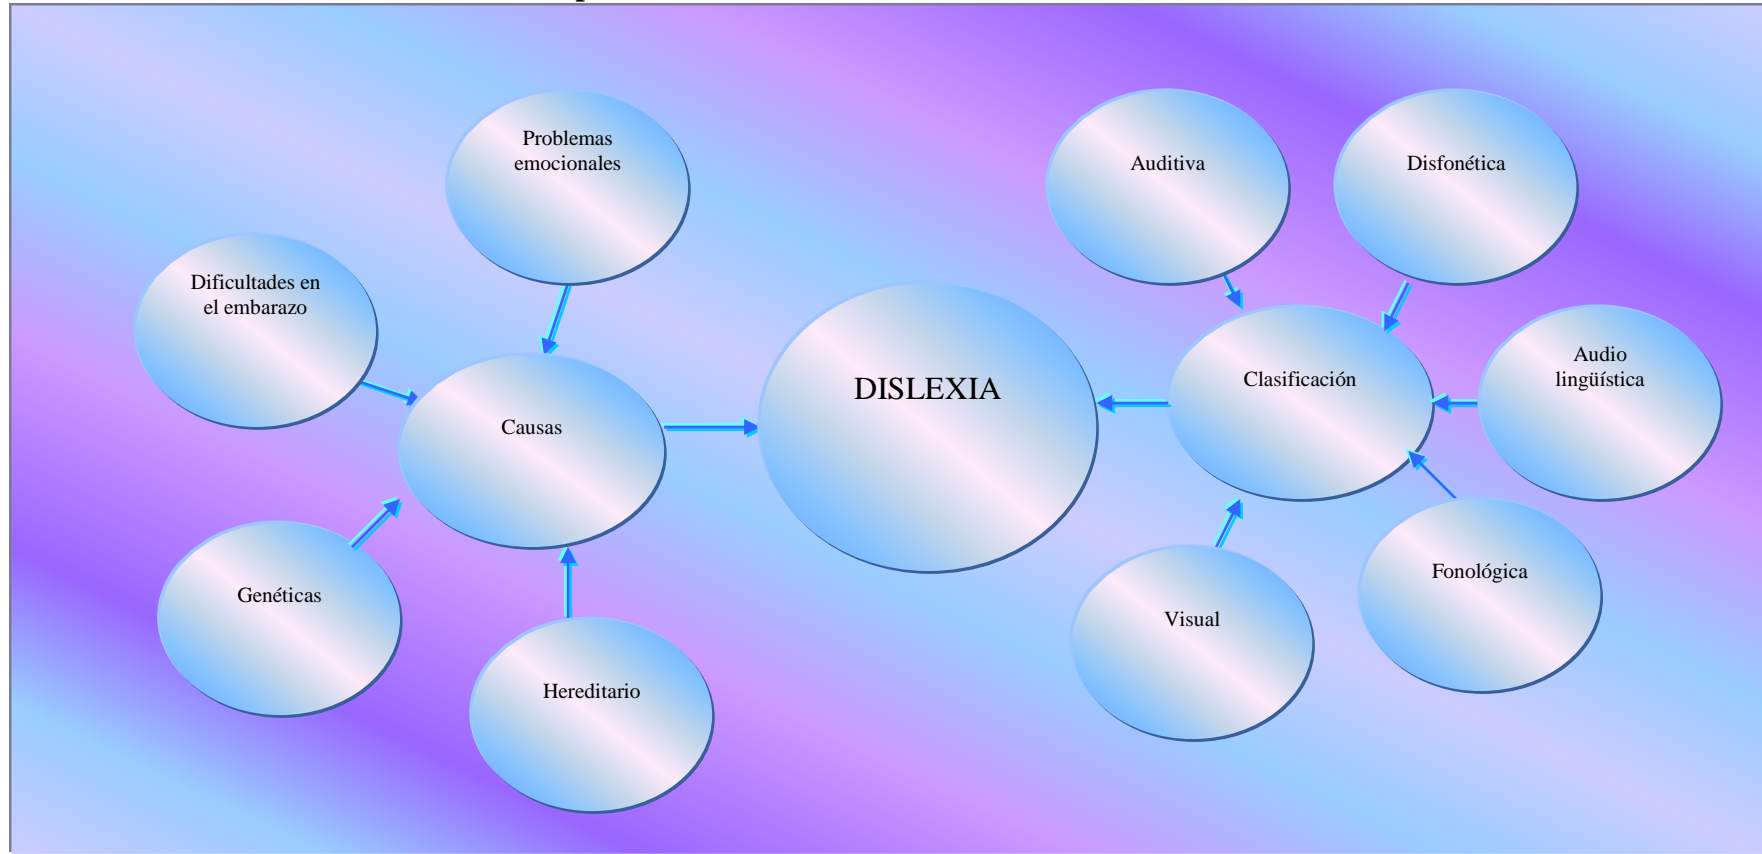 Problemas
emocionales
Dificultades en
el embarazo
Causas
Genéticas
Hereditario
DISLEXIA
Auditiva
Disfonética
Clasificación
Audio
lingüística
Fonológica
Visual